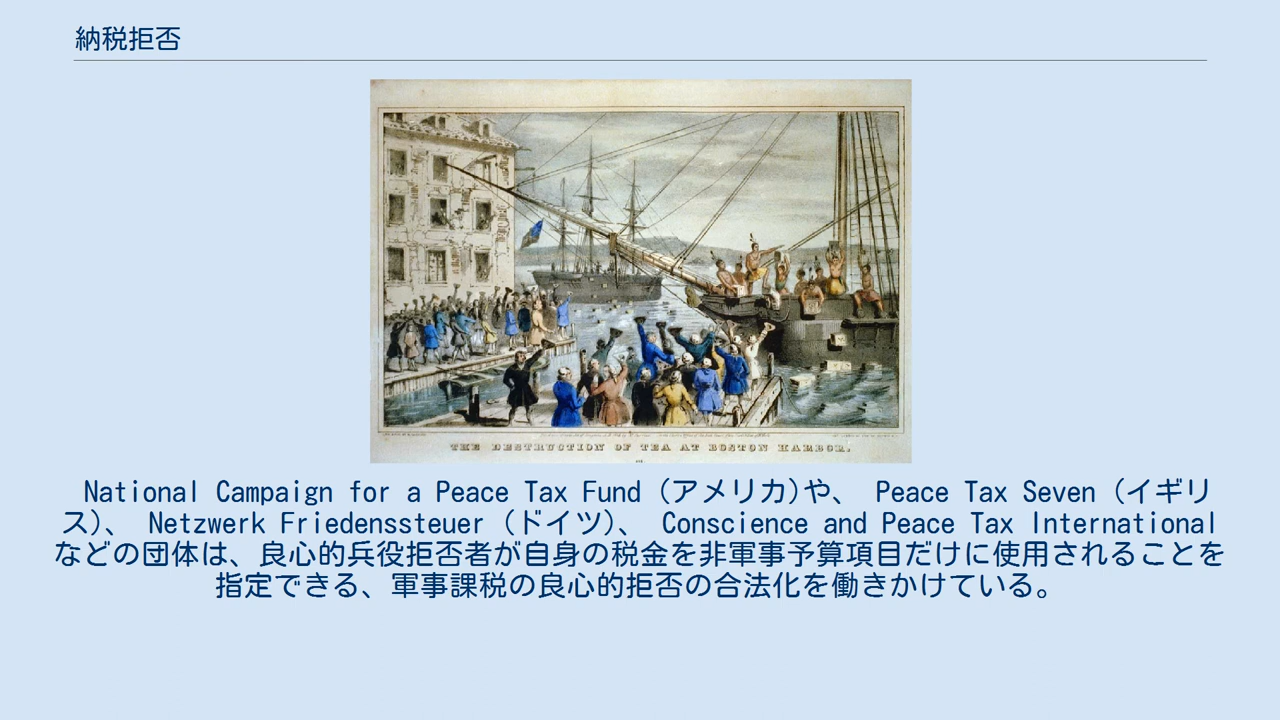 納税拒否
THE DESTRUCTION OF TEA AT BOSTON HARBOR.
National Campaign for a Peace Tax Fund (アメリカ)や、 Peace Tax Seven (イギリ
ス)、 Netzwerk Friedenssteuer (ドイツ)、 Conscience and Peace Tax International
などの団体は、良心的兵役拒否者が自身の税金を非軍事予算項目だけに使用されることを
指定できる、軍事課税の良心的拒否の合法化を働きかけている。